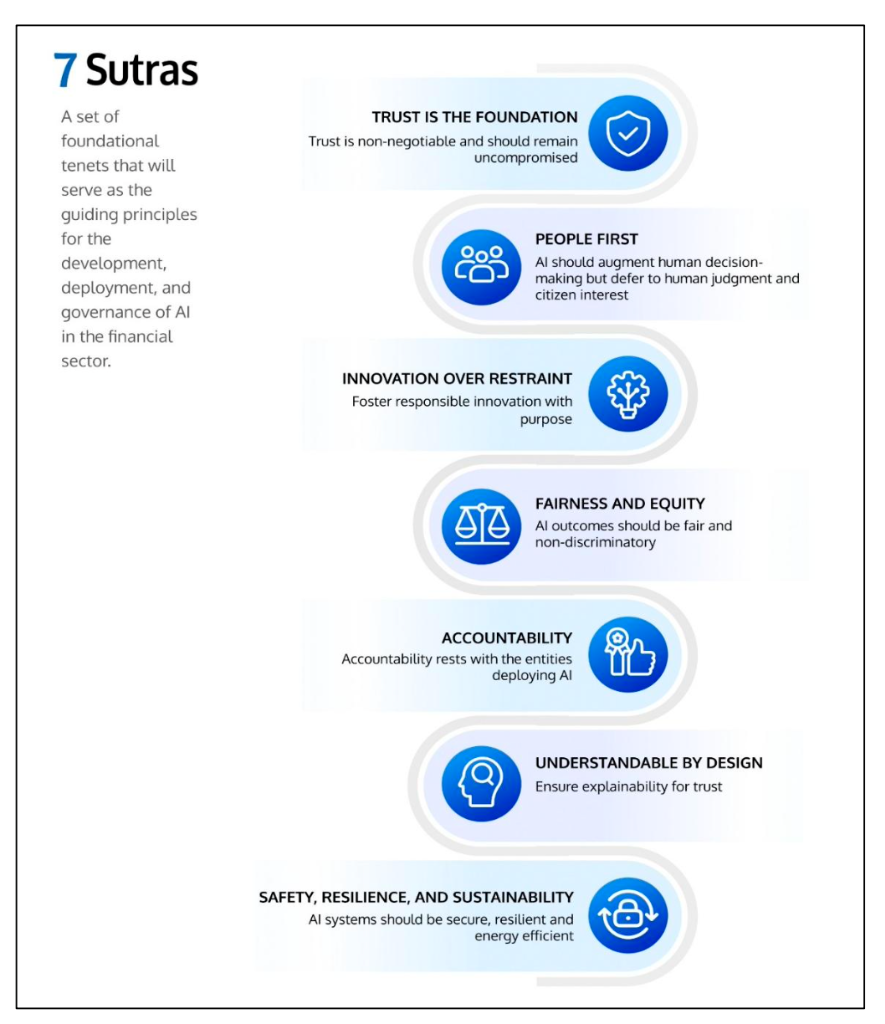 7 Sutras
A set of
foundational
tenets that will
serve as the
guiding principles
for the
development,
deployment, and
governance of AI
in the financial
sector.
TRUST IS THE FOUNDATION
Trust is non-negotiable and should remain
uncompromised
PEOPLE FIRST
AI should augment human decision-
making but defer to human judgment and
citizen interest
INNOVATION OVER RESTRAINT
Foster responsible innovation with
purpose
FAIRNESS AND EQUITY
AI outcomes should be fair and
non-discriminatory
ACCOUNTABILITY
Accountability rests with the entities
deploying AI
UNDERSTANDABLE BY DESIGN
Ensure explainability for trust
SAFETY, RESILIENCE, AND SUSTAINABILITY
AI systems should be secure, resilient and
energy efficient